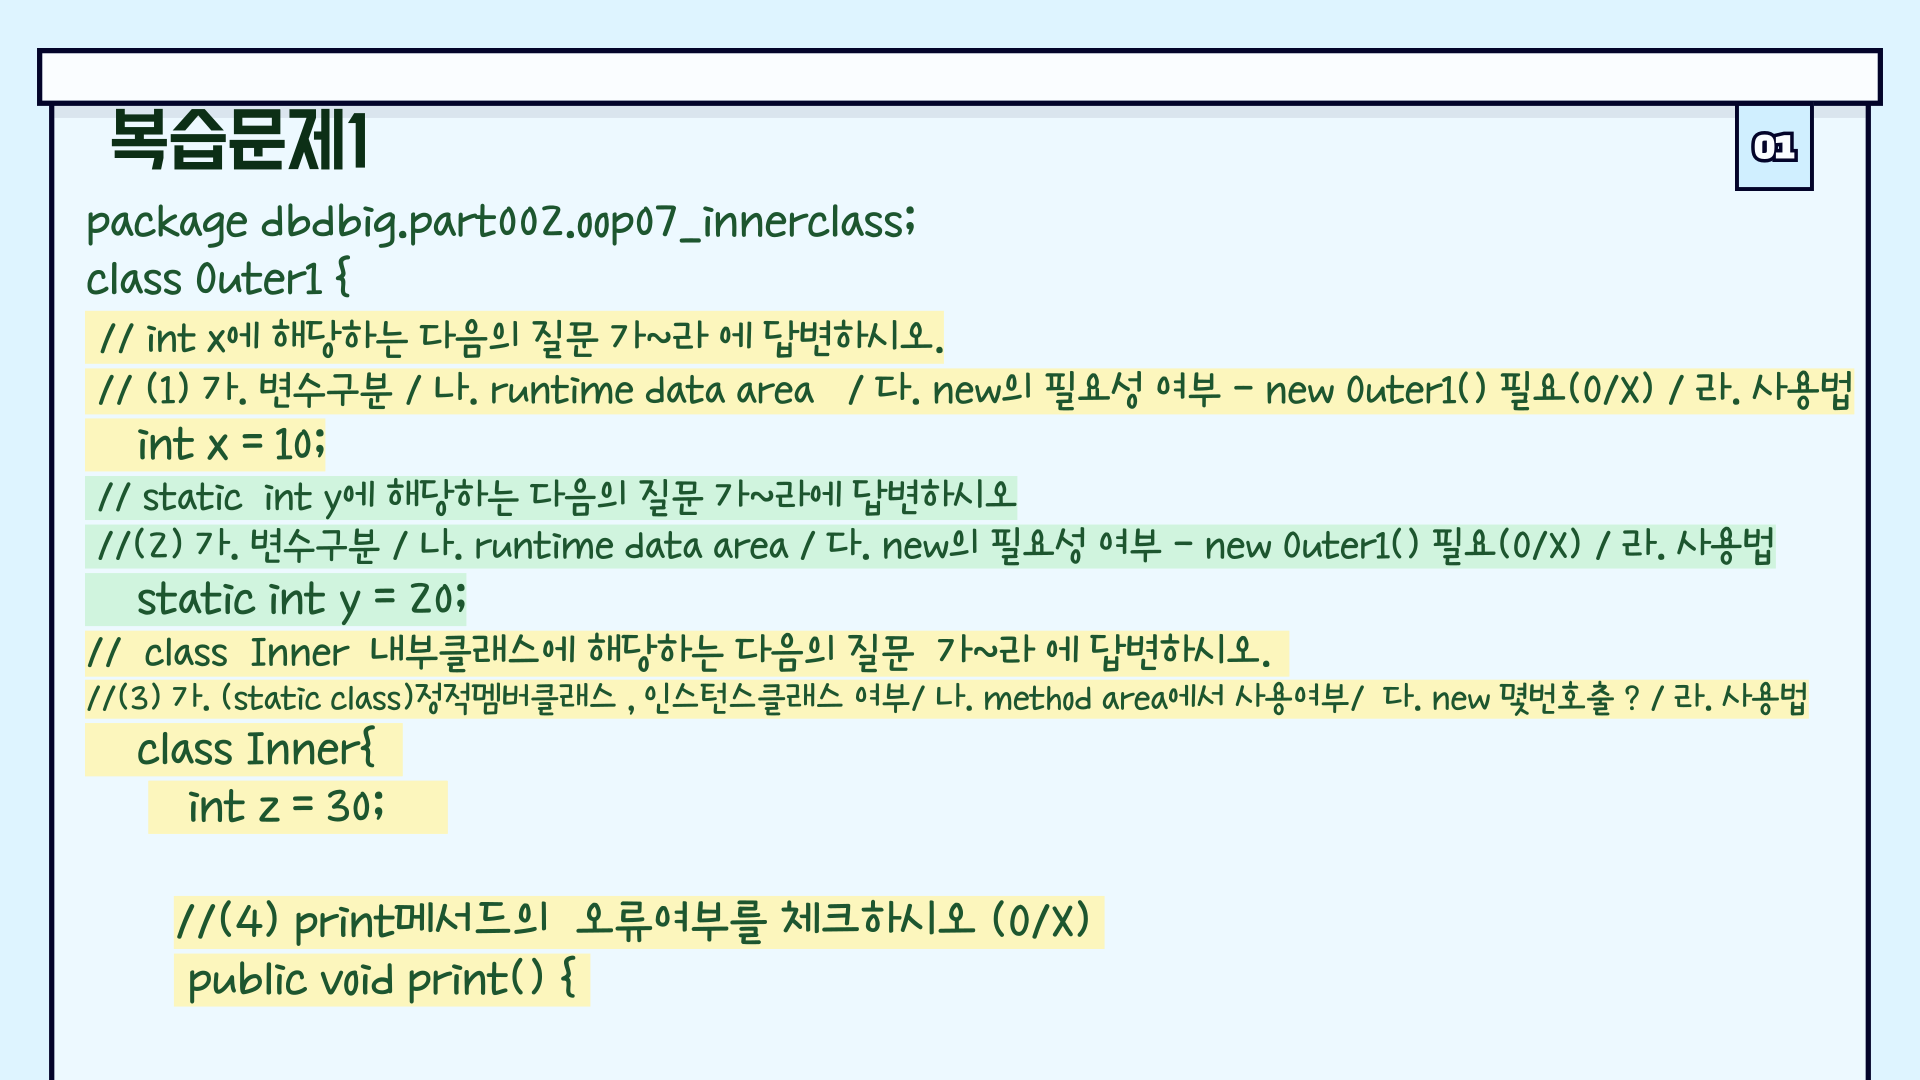 복습문제1
01
package dbdbig.part002.oop07_innerclass;
class Outer1 {
// int x에 해당하는 다음의 질문 가~라 에 답변하시오.
// (1) 가. 변수구분 / 나. runtime data area / 다. new의 필요성 여부 - new Outer1() 필요(O/X) / 라. 사용법
int x = 10;
// static int y에 해당하는 다음의 질문 가~라에 답변하시오
//(2) 가. 변수구분 / 나. runtime data area / 다. new의 필요성 여부 - new Outer1() 필요(O/X) / 라. 사용법
static int y = 20;
// class Inner 내부클래스에 해당하는 다음의 질문 가~라 에 답변하시오.
//(3) 가. (static class)정적멤버클래스 , 인스턴스클래스 여부/ 나. method area에서 사용여부/ 다. new 몇번호출 ? / 라. 사용법
class Inner{
int z = 30;
//(4) print메서드의 오류여부를 체크하시오 (O/X)
public void print() {